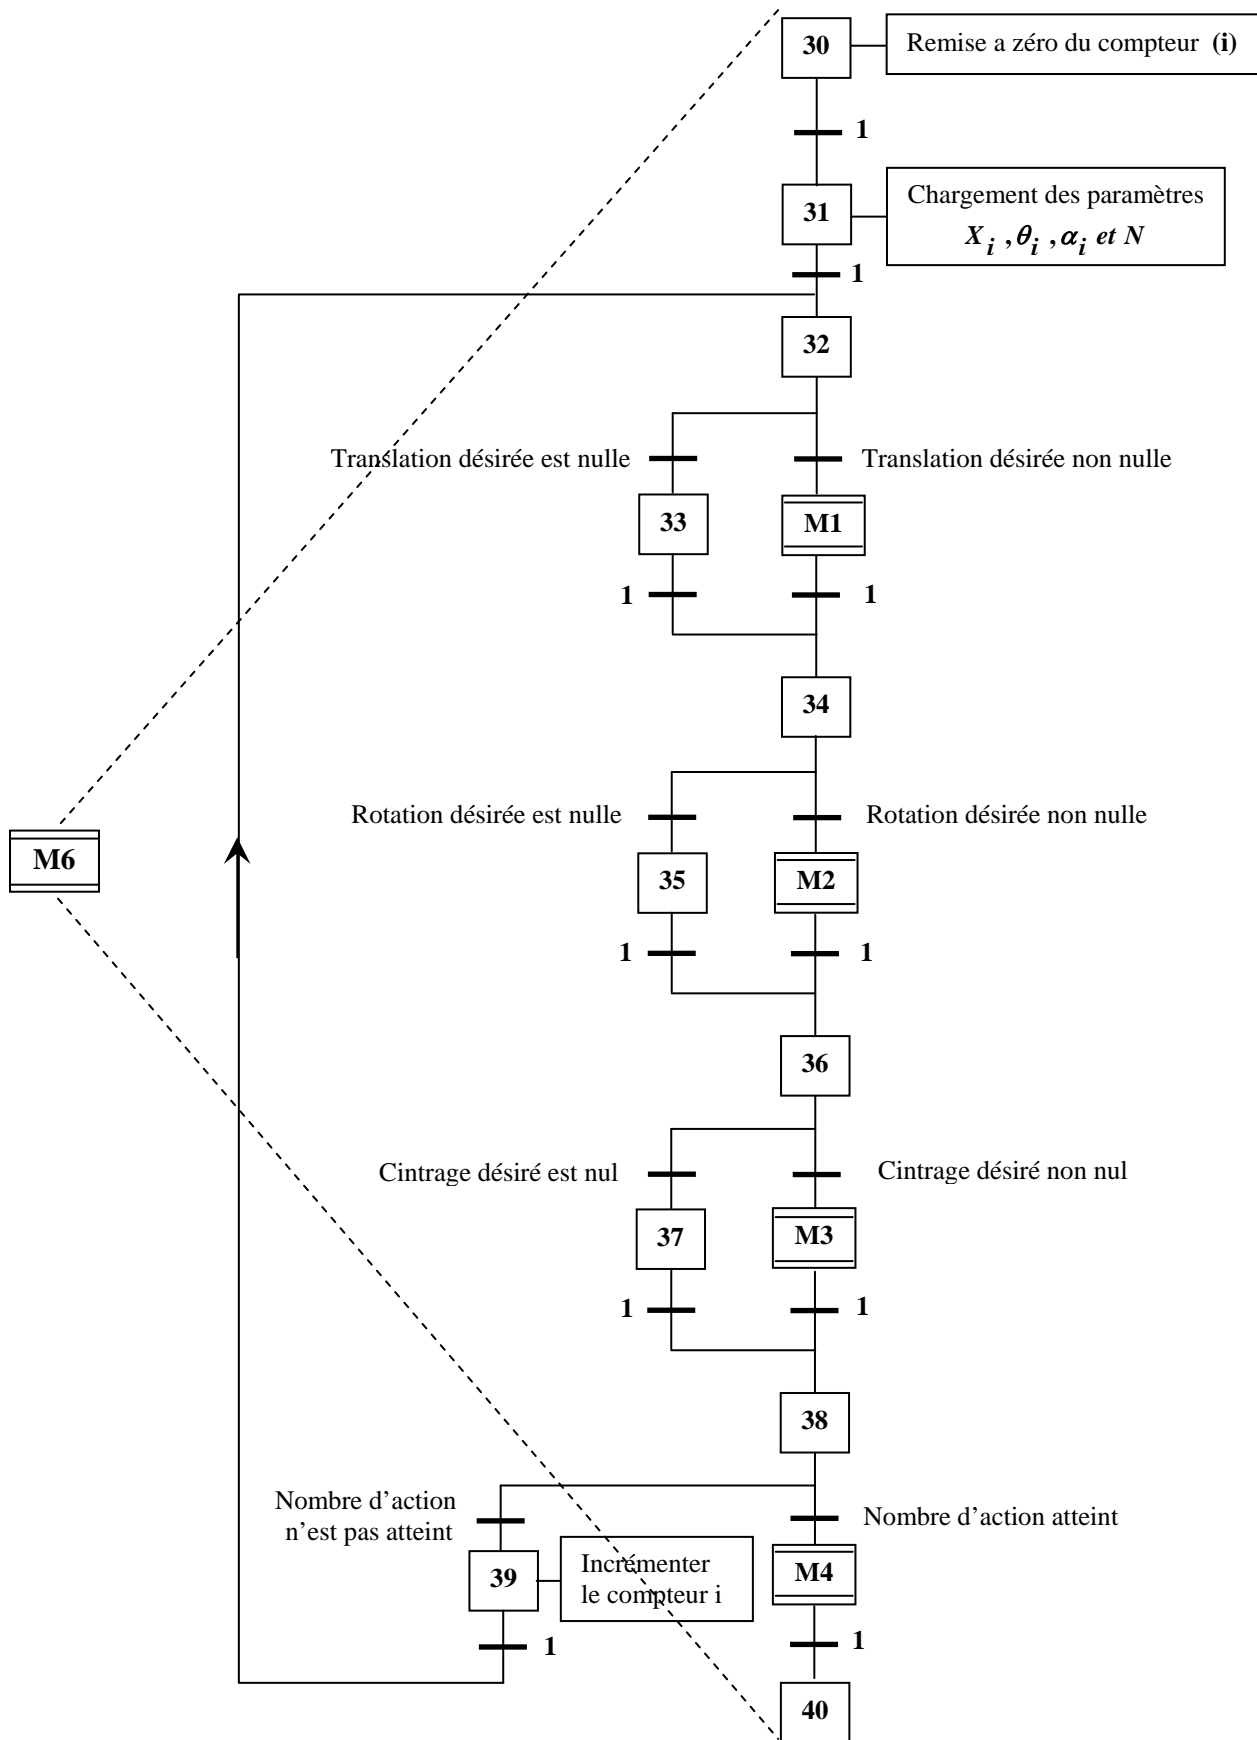 30
Remise a zéro du compteur (i)
1
31
Chargement des paramètres
X i , θ i , α i et N
1
32
Translation désirée est nulle
Translation désirée non nulle
33
M1
1
1
34
Rotation désirée est nulle
Rotation désirée non nulle
M6
35
M2
1
1
36
Cintrage désiré est nul
Cintrage désiré non nul
37
M3
1
1
38
Nombre d’action
n’est pas atteint
Nombre d’action atteint
39
Incrémenter
le compteur i
M4
1
1
40